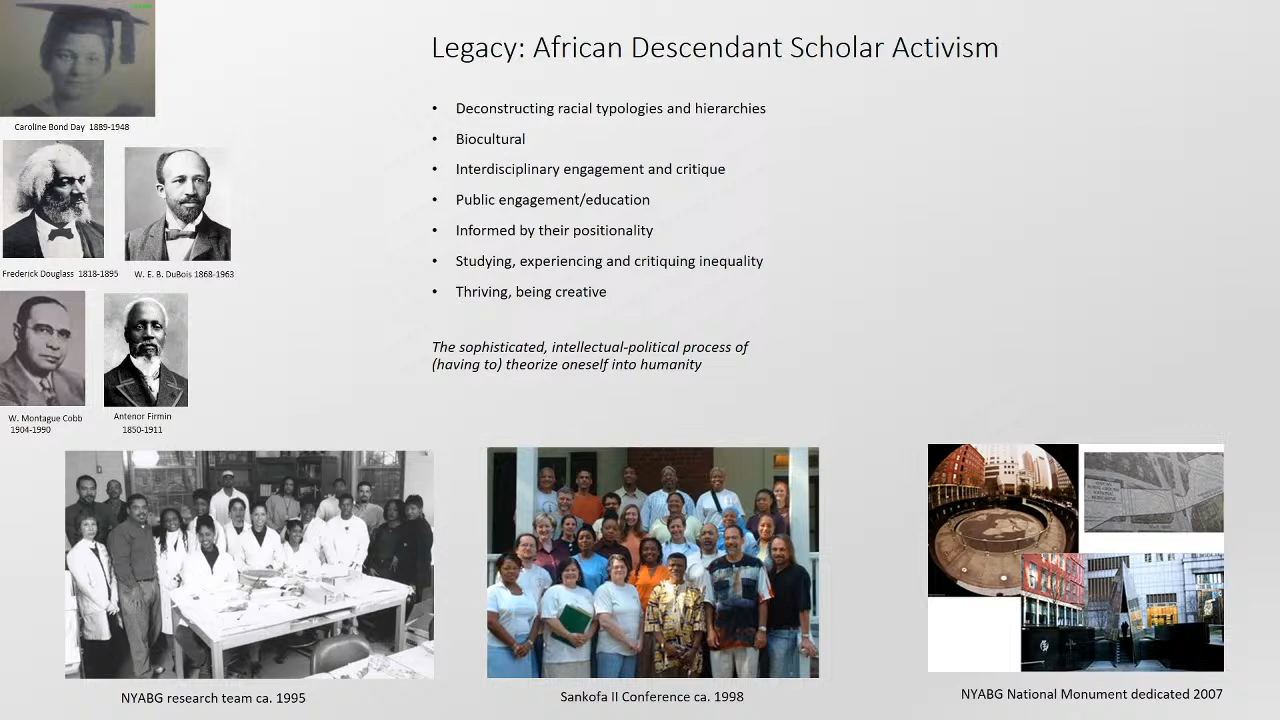 Legacy: African Descendant Scholar Activism
Caroline Bond Day 1889-1948
Frederick Douglass 1818-1895
W. E. B. DuBois 1868-1963
W. Montague Cobb
1904-1990
Antenor Firmin
1850-1911
• Deconstructing racial typologies and hierarchies
• Biocultural
• Interdisciplinary engagement and critique
• Public engagement/education
• Informed by their positionality
• Studying, experiencing and critiquing inequality
• Thriving, being creative
The sophisticated, intellectual-political process of
(having to) theorize oneself into humanity
NYABG research team ca. 1995
Sankofa II Conference ca. 1998
NYABG National Monument dedicated 2007